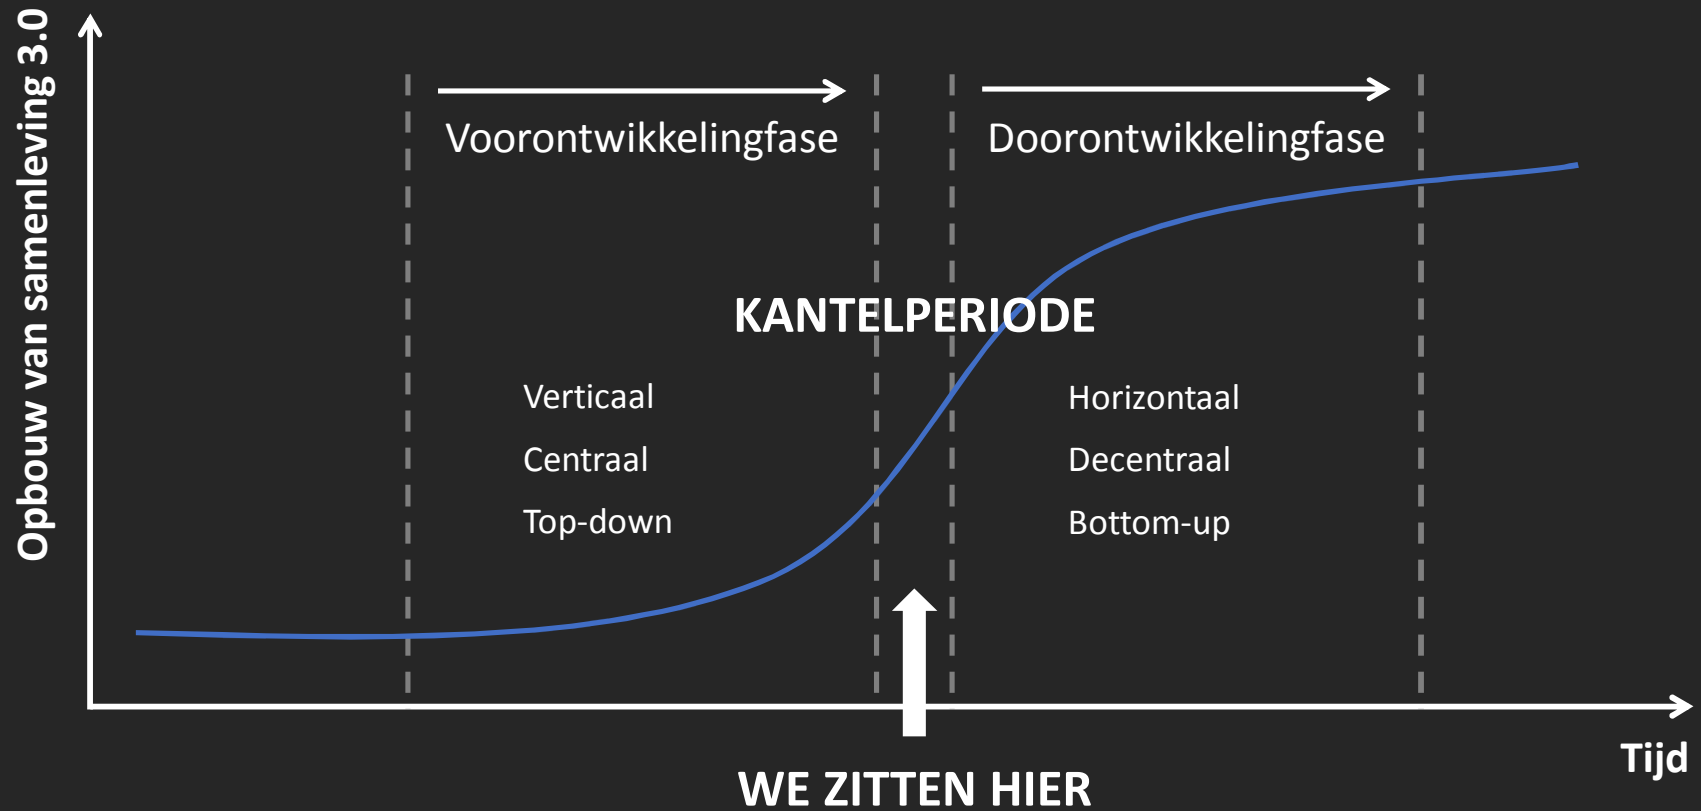 Opbouw van samenleving 3.0
Voorontwikkelingfase
Doorontwikkelingfase
KANTELPERIODE
Verticaal
Centraal
Top-down
Horizontaal
Decentraal
Bottom-up
Tijd
WE ZITTEN HIER